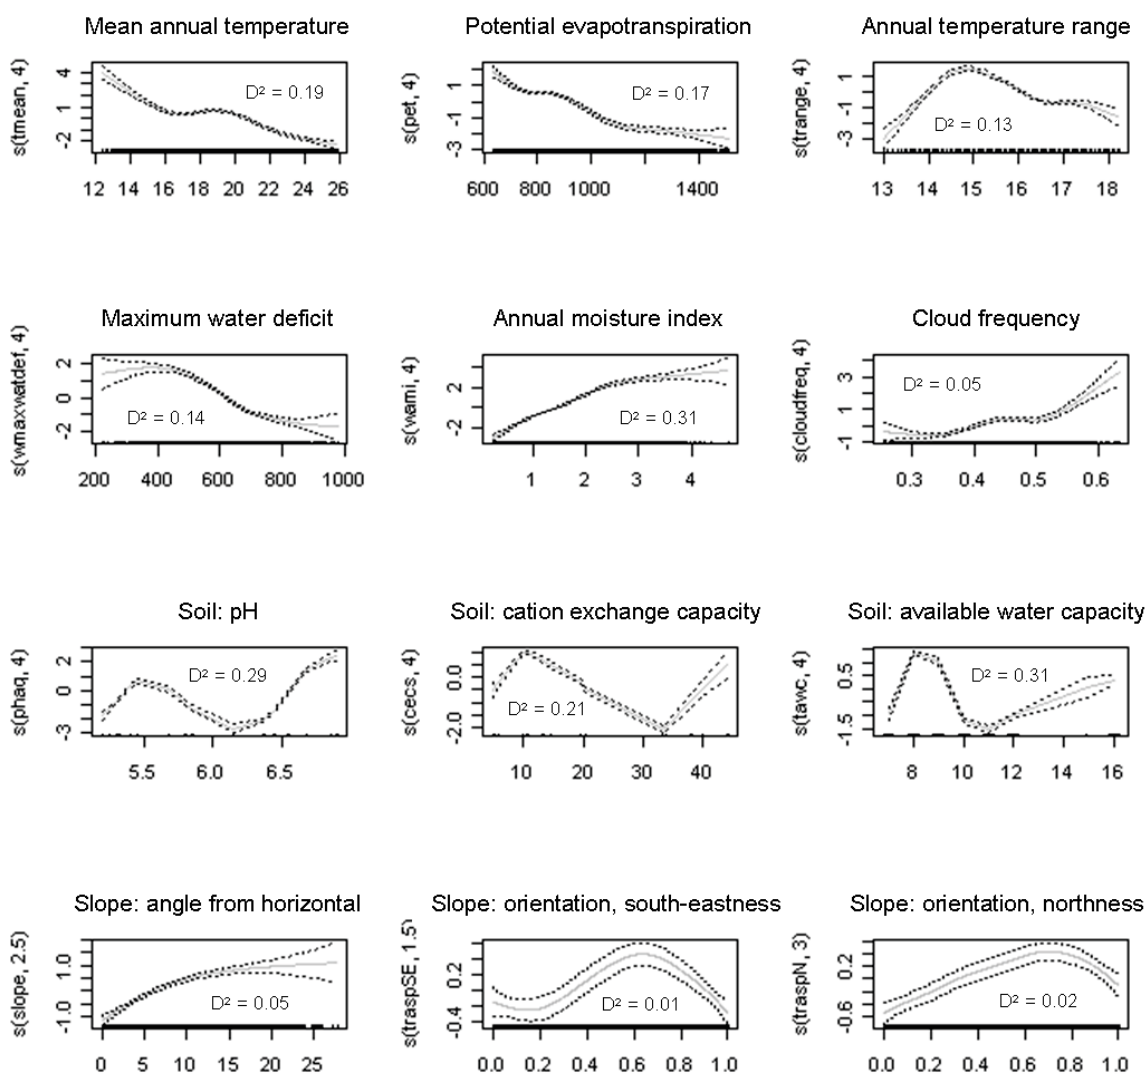 Mean annual temperature
s(tmean, 4)
4
1
-2
D² = 0.19
12 14 16 18 20 22 24 26
Potential evapotranspiration
s(pet, 4)
1
-1
-3
D² = 0.17
600 800 1000 1400
Annual temperature range
s(trange, 4)
1
-1
-3
D² = 0.13
13 14 15 16 17 18
Maximum water deficit
s(wmaxwatdef, 4)
2
0
-2
D² = 0.14
200 400 600 800 1000
Annual moisture index
s(wami, 4)
2
-2
D² = 0.31
1 2 3 4
Cloud frequency
s(cloudfreq, 4)
3
1
-1
D² = 0.05
0.3 0.4 0.5 0.6
Soil: pH
s(phaq, 4)
2
0
-3
D² = 0.29
5.5 6.0 6.5
Soil: cation exchange capacity
s(cecs, 4)
0.0
-2.0
D² = 0.21
10 20 30 40
Soil: available water capacity
s(tawc, 4)
0.5
-1.5
D² = 0.31
8 10 12 14 16
Slope: angle from horizontal
s(slope, 2.5)
1.0
-1.0
D² = 0.05
0 5 10 15 20 25
Slope: orientation, south-eastness
s(traspSE, 1.5)
0.2
-0.4
D² = 0.01
0.0 0.2 0.4 0.6 0.8 1.0
Slope: orientation, northness
s(traspN, 3)
0.2
-0.6
D² = 0.02
0.0 0.2 0.4 0.6 0.8 1.0